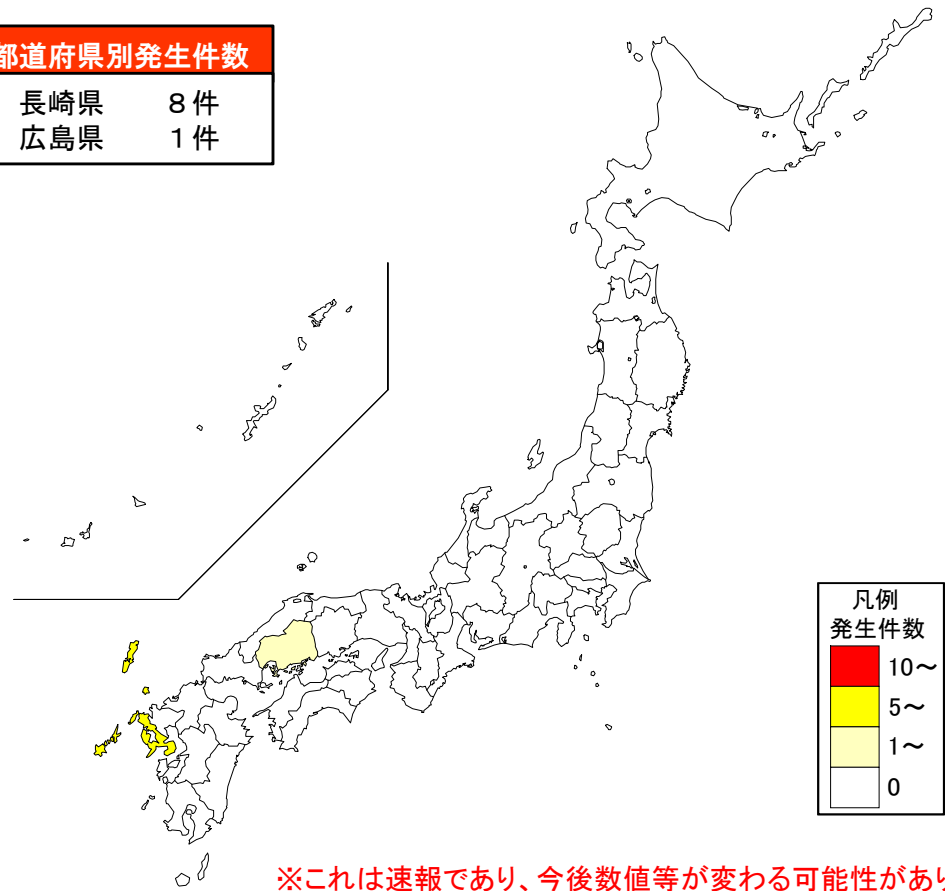 都道府県別発生件数
長崎県 8件
広島県 1件
凡例
発生件数
10~
5~
1~
0
※これは速報であり、今後数値等が変わる可能性があり